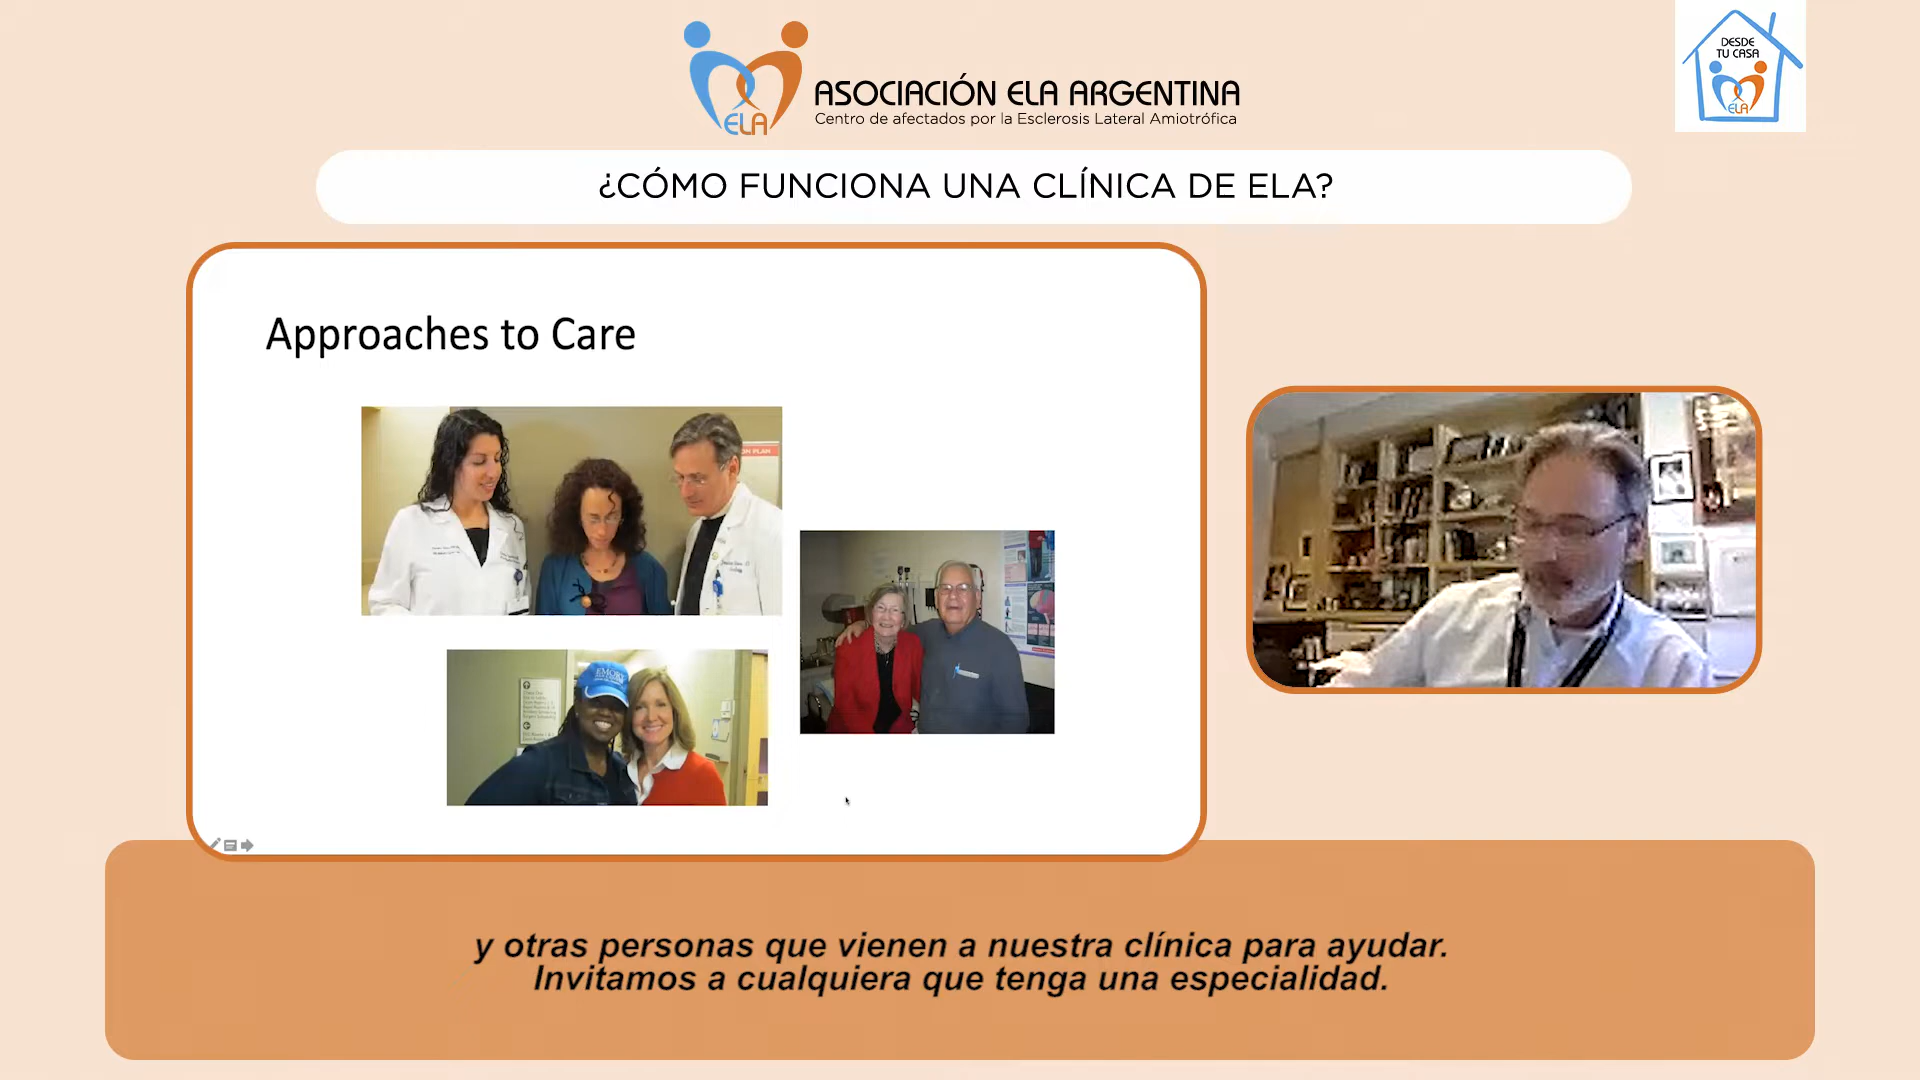 ELA
ASOCIACIÓN ELA ARGENTINA
Centro de afectados por la Esclerosis Lateral Amiotrófica
DESDE
TU CASA
ELA
¿CÓMO FUNCIONA UNA CLÍNICA DE ELA?
Approaches to Care
EMORY
y otras personas que vienen a nuestra clínica para ayudar.
Invitamos a cualquiera que tenga una especialidad.